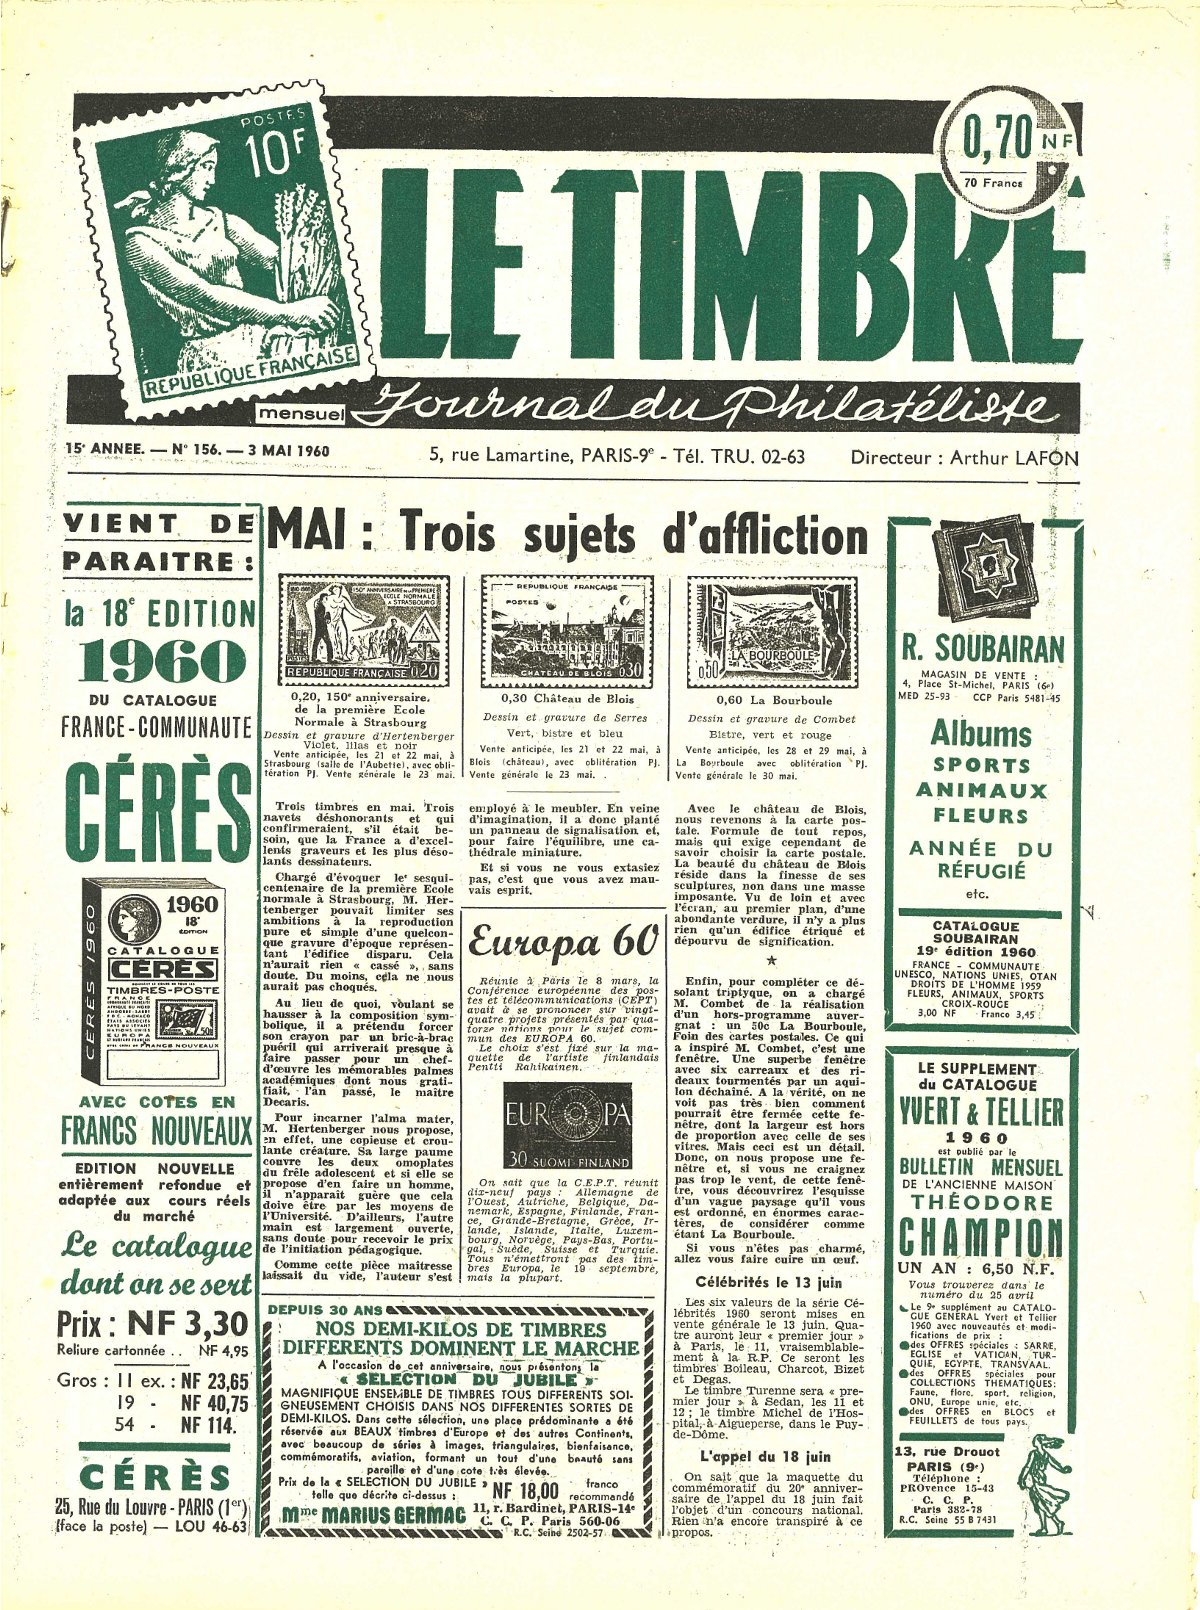 POSTES
10F
REPUBLIQUE FRANÇAISE
0,70 NF
70 Francs
LE TIMBRE
mensuel
Journal du Philatéliste
15e ANNEE. — N° 156. — 3 MAI 1960
5, rue Lamartine, PARIS-9e - Tél. TRU. 02-63
Directeur : Arthur LAFON
VIENT DE
PARAITRE :
la 18e EDITION
1960
DU CATALOGUE
FRANCE-COMMUNAUTE
CÉRÈS
CERES 1960
1960
18e
EDITION
CATALOGUE
CÉRÈS
TIMBRES-POSTE
AVEC COTES EN
FRANCS NOUVEAUX
EDITION NOUVELLE
entièrement refondue et
adaptée aux cours réels
du marché
Le catalogue
dont on se sert
Prix : NF 3,30
Reliure cartonnée .. NF 4,95
Gros : 11 ex. : NF 23,65
19 - NF 40,75
54 - NF 114.
CÉRÈS
25, Rue du Louvre - PARIS (1er)
(face la poste) — LOU 46-63
MAI : Trois sujets d'affliction
150e ANNIVERSAIRE DE LA PREMIERE
ECOLE NORMALE
A STRASBOURG
POSTES
REPUBLIQUE FRANÇAISE 0,20
0,20, 150e anniversaire,
de la première Ecole
Normale à Strasbourg
Dessin et gravure d'Hertenberger
Violet, lilas et noir
Vente anticipée, les 21 et 22 mai, à
Strasbourg (salle de l'Aubette), avec obli-
tération PJ. Vente générale le 23 mai.
REPUBLIQUE FRANÇAISE
POSTES
0,30
CHATEAU DE BLOIS
0,30 Château de Blois
Dessin et gravure de Serres
Vert, bistre et bleu
Vente anticipée, les 21 et 22 mai, à
Blois (château), avec oblitération PJ.
Vente générale le 23 mai.
LA BOURBOULE
0,50
0,60 La Bourboule
Dessin et gravure de Combet
Bistre, vert et rouge
Vente anticipée, les 28 et 29 mai, à
La Bourboule avec oblitération PJ.
Vente générale le 30 mai.
Trois timbres en mai. Trois
navets déshonorants et qui
confirmeraient, s'il était be-
soin, que la France a d'excel-
lents graveurs et les plus déso-
lants dessinateurs.
Chargé d'évoquer le sesqui-
centenaire de la première Ecole
normale à Strasbourg, M. Her-
tenberger pouvait limiter ses
ambitions à la reproduction
pure et simple d'une quelcon-
que gravure d'époque représen-
tant l'édifice disparu. Cela
n'aurait rien « cassé », sans
doute. Du moins, cela ne nous
aurait pas choqués.
Au lieu de quoi, voulant se
hausser à la composition sym-
bolique, il a prétendu forcer
son crayon par un bric-à-brac
puéril qui arriverait presque à
faire passer pour un chef-
d'œuvre les mémorables palmes
académiques dont nous grati-
fiait, l'an passé, le maître
Decaris.
Pour incarner l'alma mater,
M. Hertenberger nous propose,
en effet, une copieuse et crou-
lante créature. Sa large paume
couvre les deux omoplates
du frêle adolescent et si elle se
propose d'en faire un homme,
il n'apparaît guère que cela
doive être par les moyens de
l'Université. D'ailleurs, l'autre
main est largement ouverte,
sans doute pour recevoir le prix
de l'initiation pédagogique.
Comme cette pièce maîtresse
laissait du vide, l'auteur s'est
employé à le meubler. En veine
d'imagination, il a donc planté
un panneau de signalisation et,
pour faire l'équilibre, une ca-
thédrale miniature.
Et si vous ne vous extasiez
pas, c'est que vous avez mau-
vais esprit.
Europa 60
Réunie à Paris le 8 mars, la
Conférence européenne des pos-
tes et télécommunications (CEPT)
avait à se prononcer sur vingt-
quatre projets présentés par qua-
torze nations pour le sujet com-
mun des EUROPA 60.
Le choix s'est fixé sur la ma-
quette de l'artiste finlandais
Pentti Rahikainen.
EUROPA
30 SUOMI-FINLAND
On sait que la C.E.P.T. réunit
dix-neuf pays : Allemagne de
l'Ouest, Autriche, Belgique, Da-
nemark, Espagne, Finlande, Fran-
ce, Grande-Bretagne, Grèce, Ir-
lande, Islande, Italie, Luxem-
bourg, Norvège, Pays-Bas, Portu-
gal, Suède, Suisse et Turquie.
Tous n'émettront pas des tim-
bres Europa, le 19 septembre,
mais la plupart.
Avec le château de Blois,
nous revenons à la carte pos-
tale. Formule de tout repos,
mais qui exige cependant de
savoir choisir la carte postale.
La beauté du château de Blois
réside dans la finesse de ses
sculptures, non dans une masse
imposante. Vu de loin et avec
l'écran, au premier plan, d'une
abondante verdure, il n'y a plus
rien qu'un édifice étriqué et
dépourvu de signification.
★
Enfin, pour compléter ce dé-
solant triptyque, on a chargé
M. Combet de la réalisation
d'un hors-programme auver-
gnat : un 50c La Bourboule.
Foin des cartes postales. Ce qui
a inspiré M. Combet, c'est une
fenêtre. Une superbe fenêtre
avec six carreaux et des ri-
deaux tourmentés par un aqui-
lon déchaîné. A la vérité, on ne
voit pas très bien comment
pourrait être fermée cette fe-
nêtre, dont la largeur est hors
de proportion avec celle de ses
vitres. Mais ceci est un détail.
Donc, on nous propose une fe-
nêtre et, si vous ne craignez
pas trop le vent, de cette fenê-
tre, vous découvrirez l'esquisse
d'un vague paysage qu'il vous
est ordonné, en énormes carac-
tères, de considérer comme
étant La Bourboule.
Si vous n'êtes pas charmé,
allez vous faire cuire un œuf.
Célébrités le 13 juin
Les six valeurs de la série Cé-
lébrités 1960 seront mises en
vente générale le 13 juin. Qua-
tre auront leur « premier jour »
à Paris, le 11, vraisemblable-
ment à la R.P. Ce seront les
timbres Boileau, Charcot, Bizet
et Degas.
Le timbre Turenne sera « pre-
mier jour » à Sedan, les 11 et
12 ; le timbre Michel de l'Hos-
pital, à Aigueperse, dans le Puy-
de-Dôme.
L'appel du 18 juin
On sait que la maquette du
commémoratif du 20e anniver-
saire de l'appel du 18 juin fait
l'objet d'un concours national.
Rien n'a encore transpiré à ce
propos.
DEPUIS 30 ANS
NOS DEMI-KILOS DE TIMBRES
DIFFERENTS DOMINENT LE MARCHE
A l'occasion de cet anniversaire, nous présentons la
« SELECTION DU JUBILE »
MAGNIFIQUE ENSEMBLE DE TIMBRES TOUS DIFFERENTS SOI-
GNEUSEMENT CHOISIS DANS NOS DIFFERENTES SORTES DE
DEMI-KILOS. Dans cette sélection, une place prédominante a été
réservée aux BEAUX timbres d'Europe et des autres Continents,
avec beaucoup de séries à images, triangulaires, bienfaisance,
commémoratifs, aviation, formant un tout d'une beauté sans
pareille et d'une cote très élevée.
Prix de la « SELECTION DU JUBILE »
telle que décrite ci-dessus :
NF 18,00
franco
recommandé
Mme MARIUS GERMAC
11, r. Bardinet, PARIS-14e
C. C. P. Paris 560-06
R.C. Seine 2502-57
R. SOUBAIRAN
MAGASIN DE VENTE :
4, Place St-Michel, PARIS (6e)
MED 25-93 CCP Paris 5481-45
Albums
SPORTS
ANIMAUX
FLEURS
ANNÉE DU
RÉFUGIÉ
etc.
CATALOGUE
SOUBAIRAN
19e édition 1960
FRANCE - COMMUNAUTE
UNESCO, NATIONS UNIES, OTAN
DROITS DE L'HOMME 1959
FLEURS, ANIMAUX, SPORTS
CROIX-ROUGE
3,00 NF Franco 3,45
LE SUPPLEMENT
du CATALOGUE
YVERT & TELLIER
1960
est publié par le
BULLETIN MENSUEL
DE L'ANCIENNE MAISON
THÉODORE
CHAMPION
UN AN : 6,50 N.F.
Vous trouverez dans le
numéro du 25 avril
Le 9e supplément au CATALO-
GUE GENERAL Yvert et Tellier
1960 avec nouveautés et modi-
fications de prix :
des OFFRES spéciales : SARRE,
EGLISE et VATICAN, TUR-
QUIE, EGYPTE, TRANSVAAL.
des OFFRES spéciales pour
COLLECTIONS THEMATIQUES:
Faune, flore, sport, religion,
ONU, Europe unie, etc.
des OFFRES en BLOCS et
FEUILLETS de tous pays.
13, rue Drouot
PARIS (9e)
Téléphone :
PROvence 15-43
C. C. P.
Paris 382-78
R.C. Seine 55 B 7431